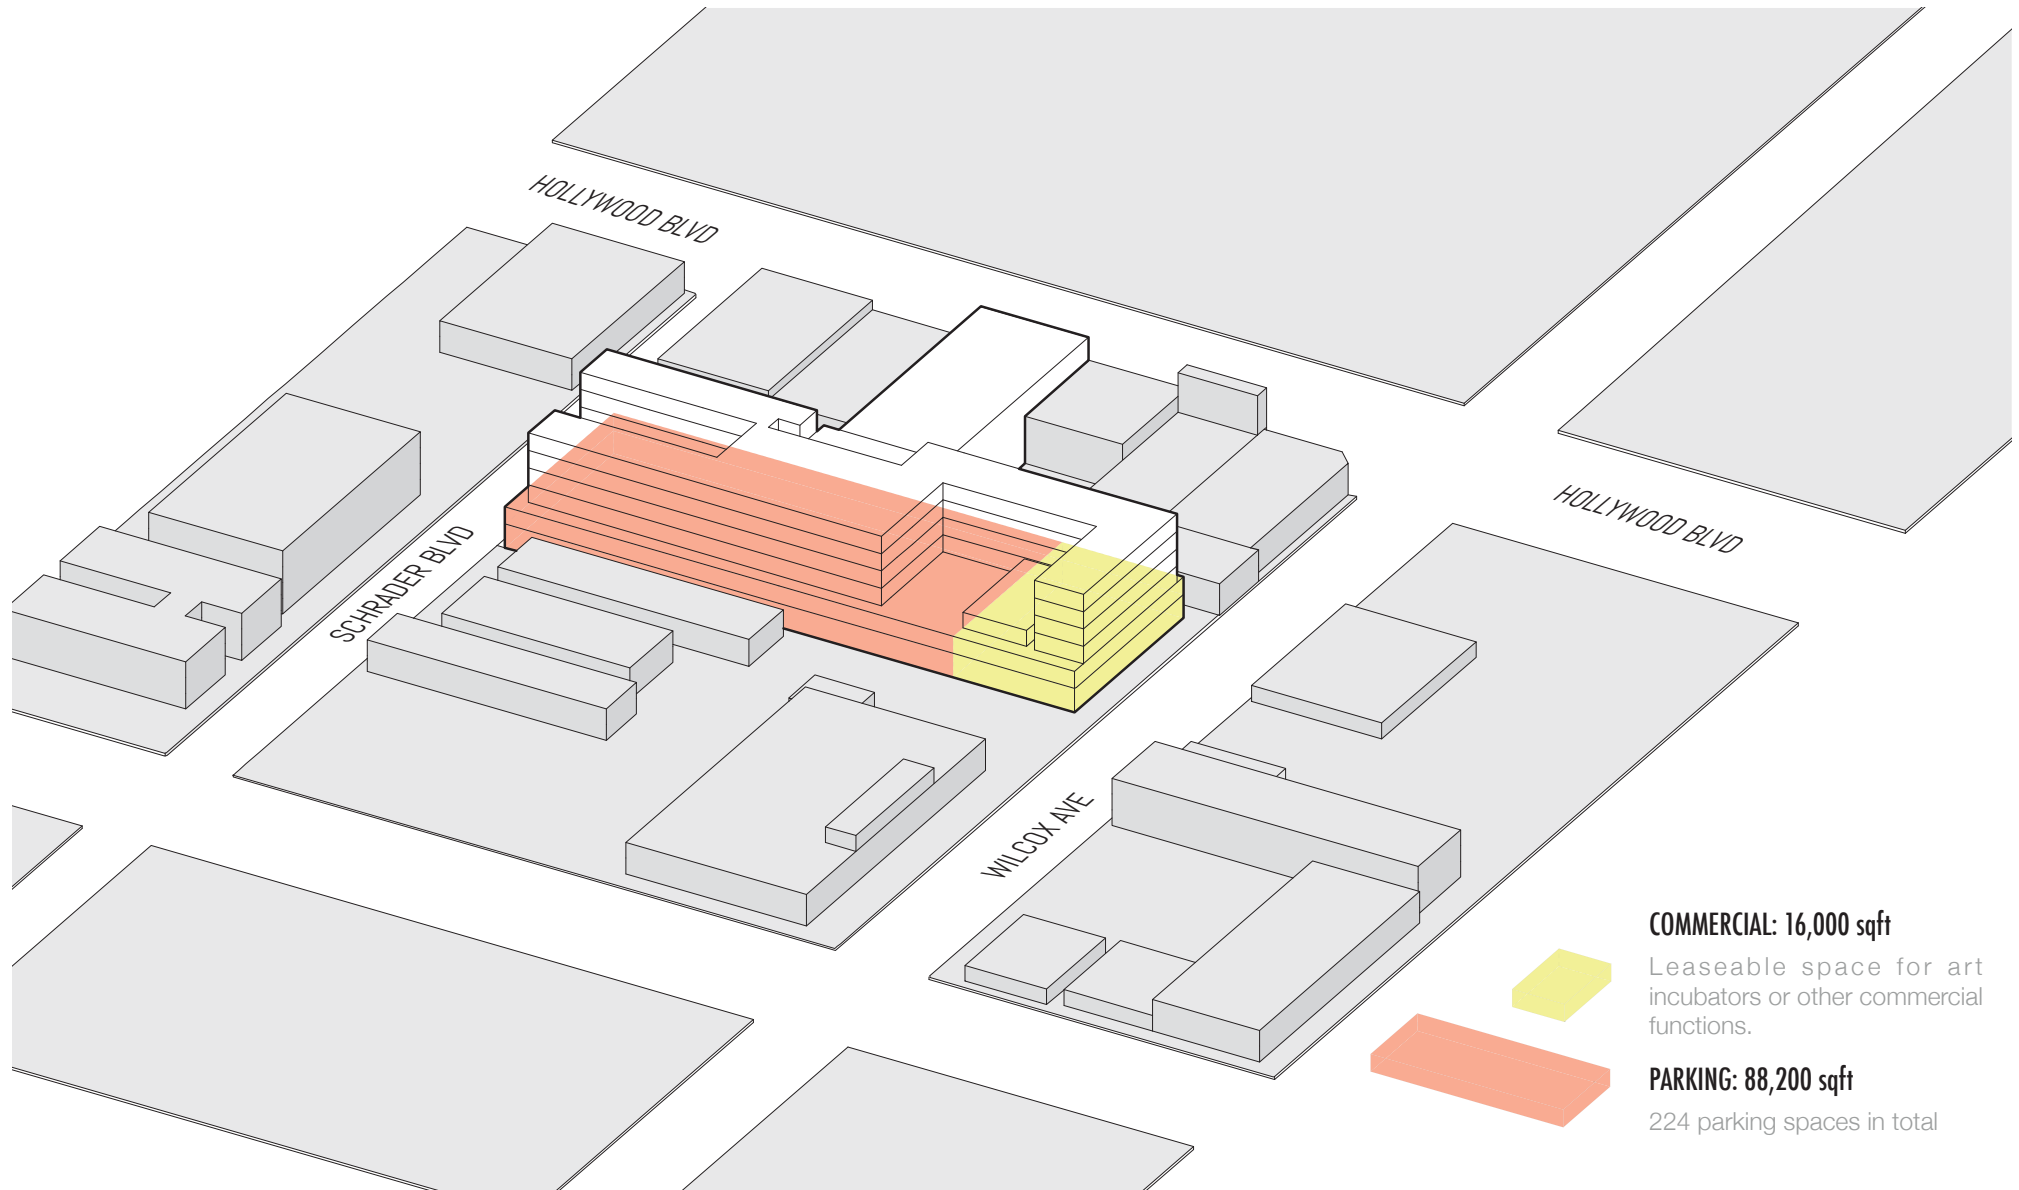 HOLLYWOOD BLVD
HOLLYWOOD BLVD
SCHRADER BLVD
WILCOX AVE
COMMERCIAL: 16,000 sqft
Leaseable space for art
incubators or other commercial
functions.
PARKING: 88,200 sqft
224 parking spaces in total